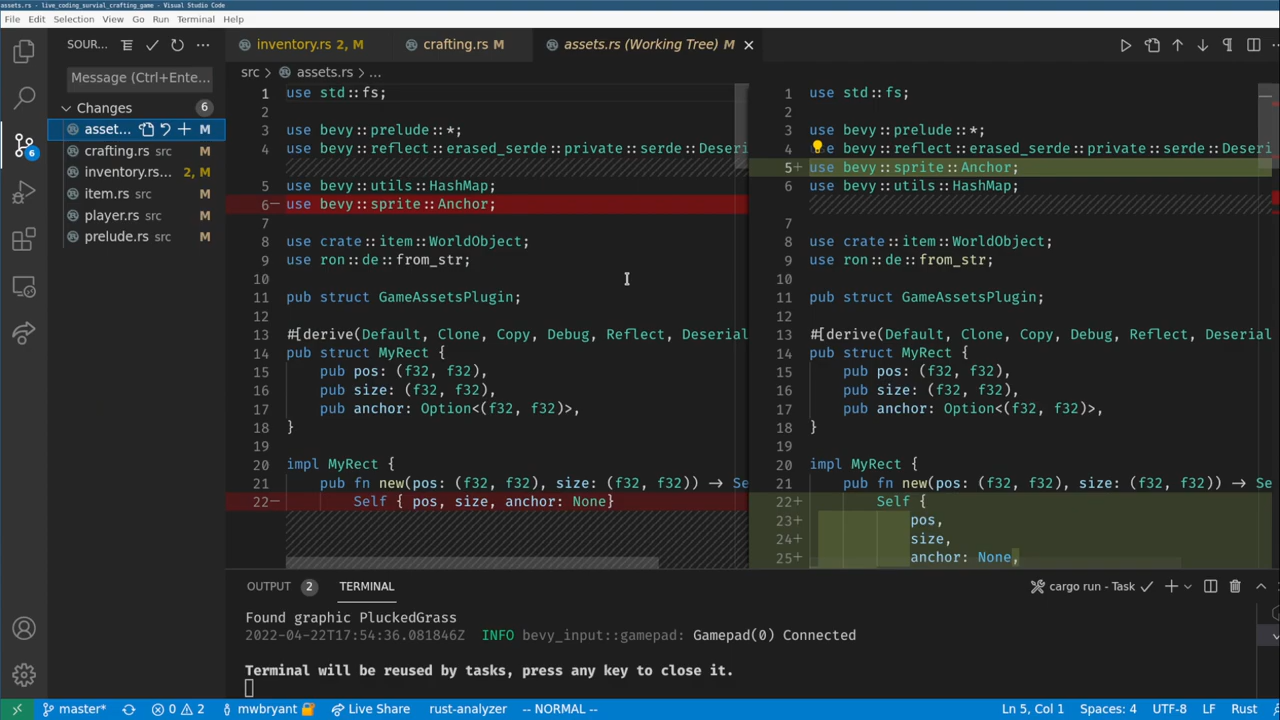 assets.rs - live_coding_survial_crafting_game - Visual Studio Code
File Edit Selection View Go Run Terminal Help
SOUR...
inventory.rs 2, M
crafting.rs M
assets.rs (Working Tree) M
Message (Ctrl+Ente...
src > assets.rs > ...
Changes 6
asset... M
crafting.rs src M
inventory.rs... 2, M
item.rs src M
player.rs src M
prelude.rs src M
6
1 use std::fs;
2
3 use bevy::prelude::*;
4 use bevy::reflect::erased_serde::private::serde::Deseri
5 use bevy::utils::HashMap;
6- use bevy::sprite::Anchor;
7
8 use crate::item::WorldObject;
9 use ron::de::from_str;
10
11 pub struct GameAssetsPlugin;
12
13 #[derive(Default, Clone, Copy, Debug, Reflect, Deserial
14 pub struct MyRect {
15 pub pos: (f32, f32),
16 pub size: (f32, f32),
17 pub anchor: Option<(f32, f32)>,
18 }
19
20 impl MyRect {
21 pub fn new(pos: (f32, f32), size: (f32, f32)) → Se
22- Self { pos, size, anchor: None}
1 use std::fs;
2
3 use bevy::prelude::*;
4 use bevy::reflect::erased_serde::private::serde::Deseri
5+ use bevy::sprite::Anchor;
6 use bevy::utils::HashMap;
7
8 use crate::item::WorldObject;
9 use ron::de::from_str;
10
11 pub struct GameAssetsPlugin;
12
13 #[derive(Default, Clone, Copy, Debug, Reflect, Deserial
14 pub struct MyRect {
15 pub pos: (f32, f32),
16 pub size: (f32, f32),
17 pub anchor: Option<(f32, f32)>,
18 }
19
20 impl MyRect {
21 pub fn new(pos: (f32, f32), size: (f32, f32)) → Se
22+ Self {
23+ pos,
24+ size,
25+ anchor: None,
OUTPUT 2 TERMINAL
cargo run - Task
Found graphic PluckedGrass
2022-04-22T17:54:36.081846Z INFO bevy_input::gamepad: Gamepad(0) Connected
Terminal will be reused by tasks, press any key to close it.
master* 0 2 mwbryant Live Share rust-analyzer -- NORMAL -- Ln 5, Col 1 Spaces: 4 UTF-8 LF Rust